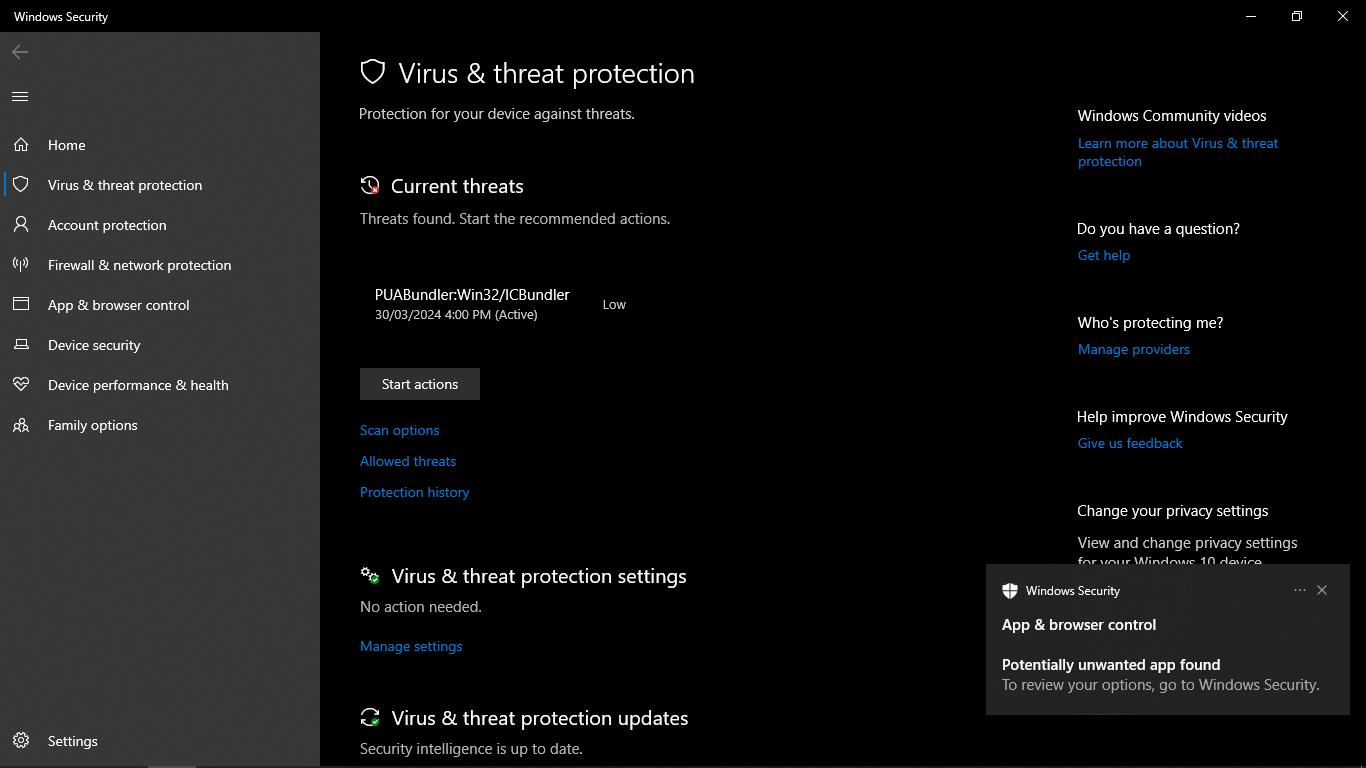 Windows Security
Home
Virus & threat protection
Account protection
Firewall & network protection
App & browser control
Device security
Device performance & health
Family options
Settings
Virus & threat protection
Protection for your device against threats.
Current threats
Threats found. Start the recommended actions.
PUABundler:Win32/ICBundler
30/03/2024 4:00 PM (Active)
Low
Start actions
Scan options
Allowed threats
Protection history
Virus & threat protection settings
No action needed.
Manage settings
Virus & threat protection updates
Security intelligence is up to date.
Windows Community videos
Learn more about Virus & threat
protection
Do you have a question?
Get help
Who's protecting me?
Manage providers
Help improve Windows Security
Give us feedback
Change your privacy settings
View and change privacy settings
for your Windows 10 device
Windows Security
App & browser control
Potentially unwanted app found
To review your options, go to Windows Security.